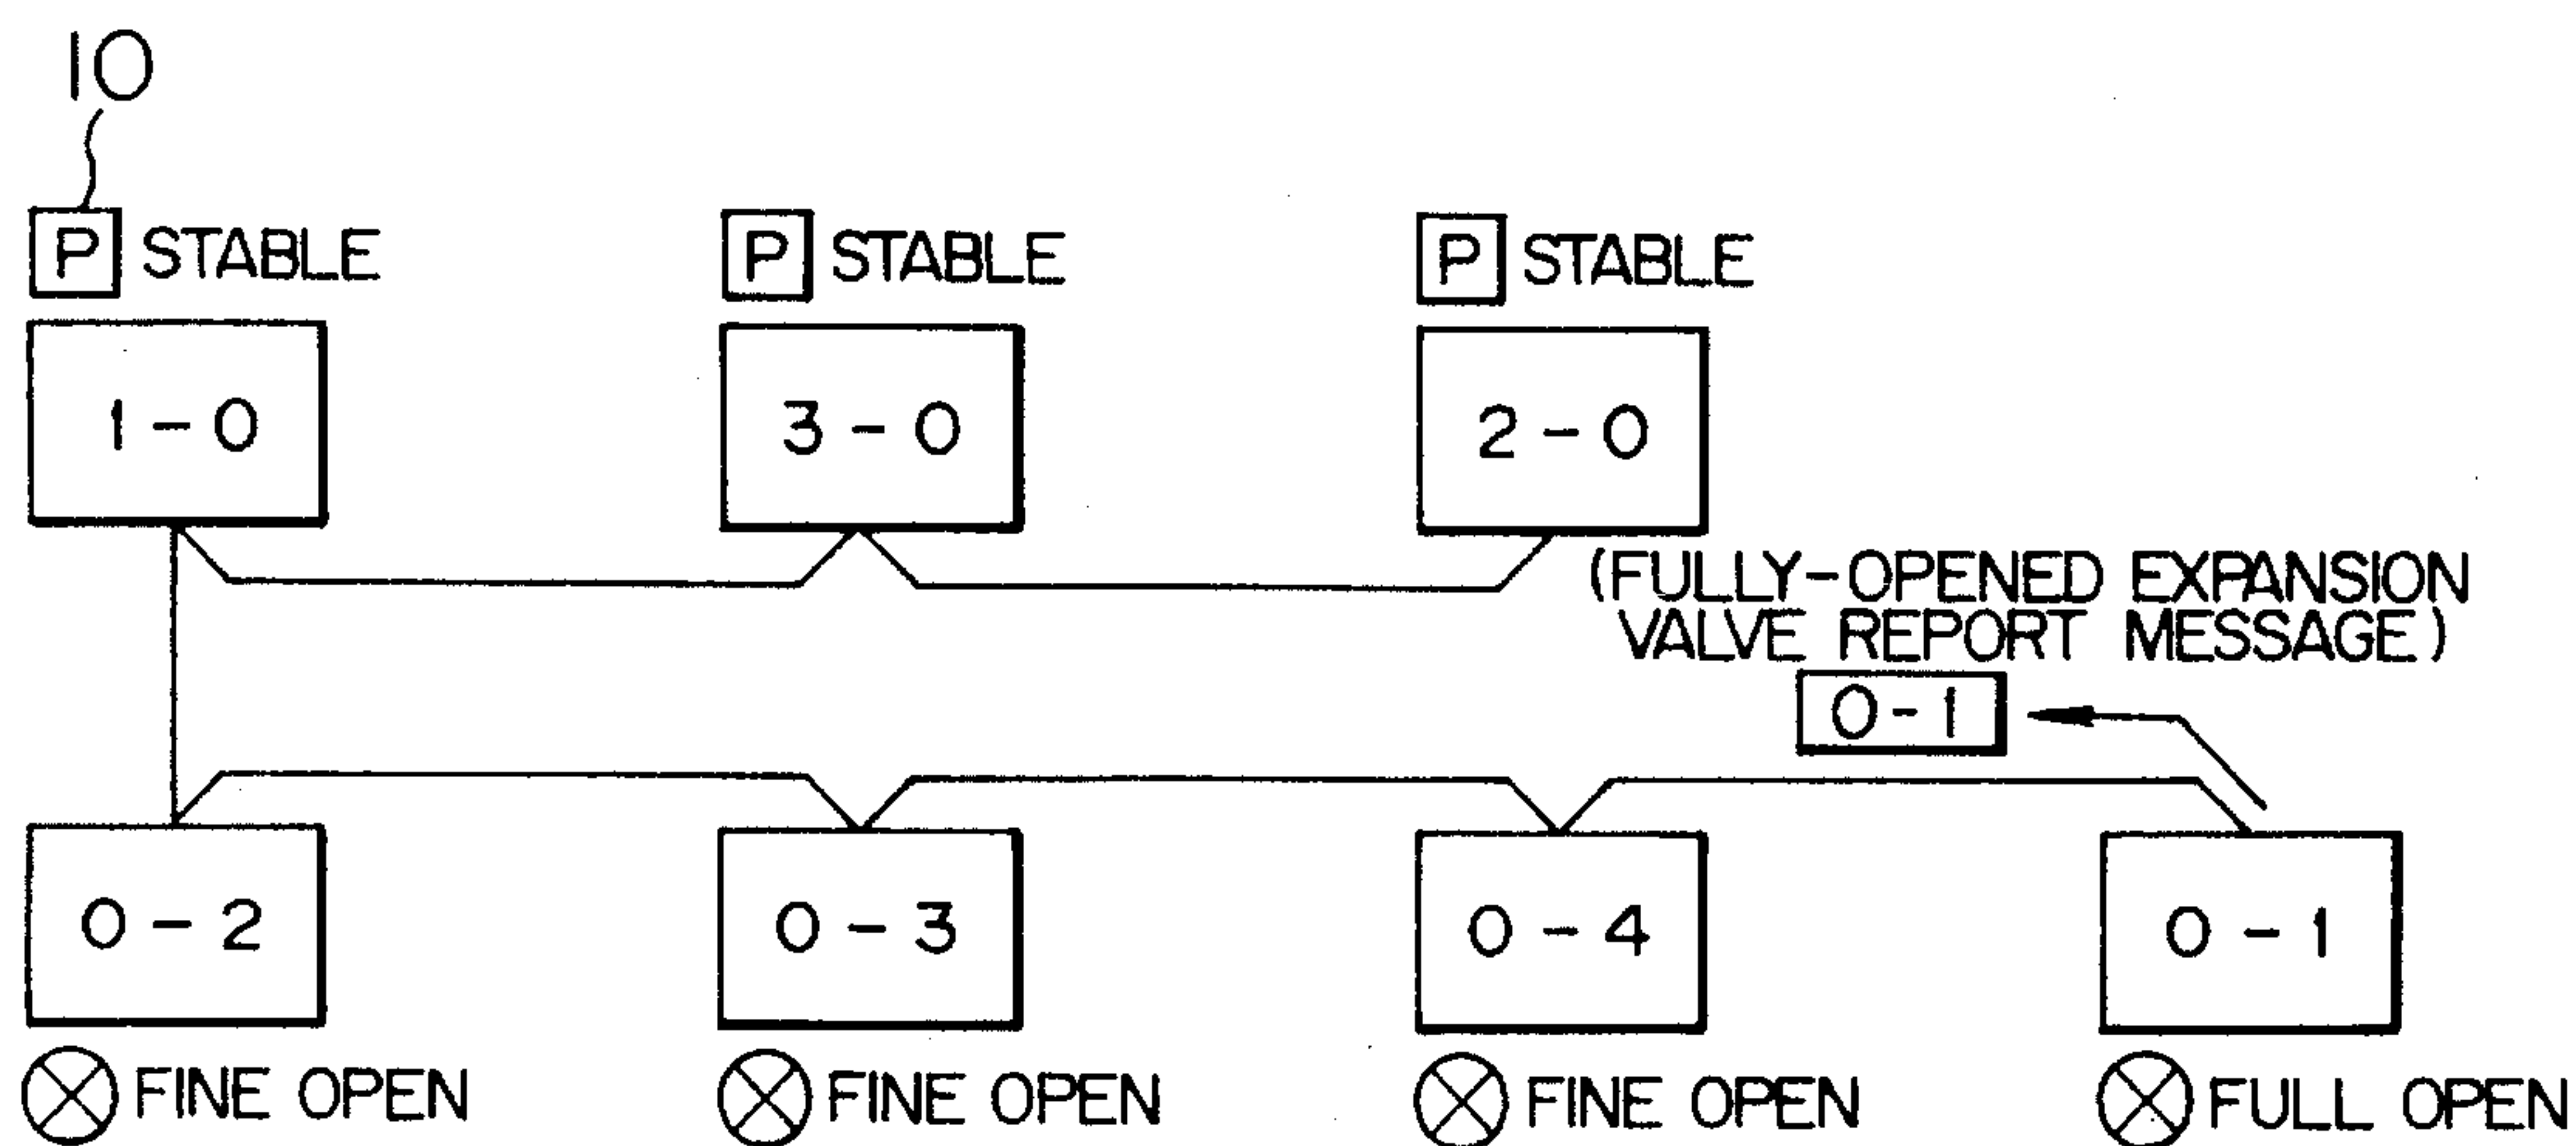 10
P STABLE
P STABLE
P STABLE
1-0
3-0
2-0
(FULLY-OPENED EXPANSION
VALVE REPORT MESSAGE)
0-1
0-2
0-3
0-4
0-1
FINE OPEN
FINE OPEN
FINE OPEN
FULL OPEN